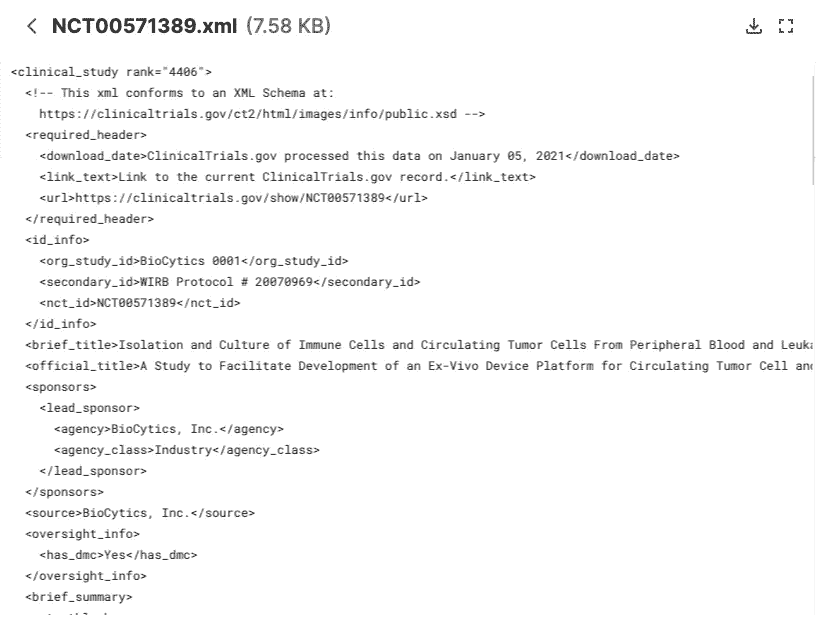 NCT00571389.xml (7.58 KB)
<clinical_study rank="4406">
<!-- This xml conforms to an XML Schema at:
https://clinicaltrials.gov/ct2/html/images/info/public.xsd -->
<required_header>
<download_date>ClinicalTrials.gov processed this data on January 05, 2021</download_date>
<link_text>Link to the current ClinicalTrials.gov record.</link_text>
<url>https://clinicaltrials.gov/show/NCT00571389</url>
</required_header>
<id_info>
<org_study_id>BioCytics 0001</org_study_id>
<secondary_id>WIRB Protocol # 20070969</secondary_id>
<nct_id>NCT00571389</nct_id>
</id_info>
<brief_title>Isolation and Culture of Immune Cells and Circulating Tumor Cells From Peripheral Blood and
<official_title>A Study to Facilitate Development of an Ex-Vivo Device Platform for Circulating Tumor Cell
<sponsors>
<lead_sponsor>
<agency>BioCytics, Inc.</agency>
<agency_class>Industry</agency_class>
</lead_sponsor>
</sponsors>
<source>BioCytics, Inc.</source>
<oversight_info>
<has_dmc>Yes</has_dmc>
</oversight_info>
<brief_summary>